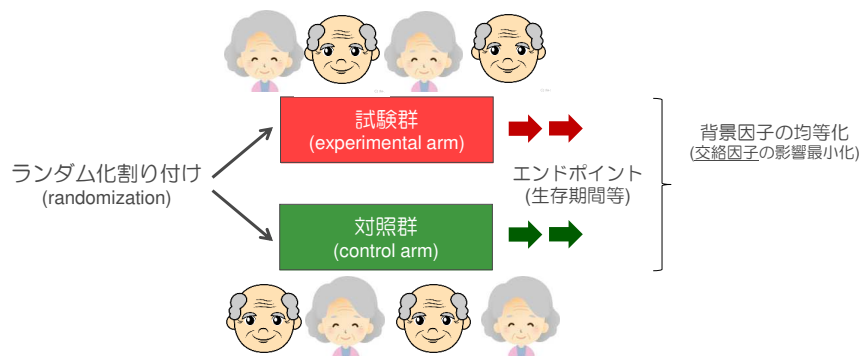 ランダム化割り付け
(randomization)
試験群
(experimental arm)
対照群
(control arm)
エンドポイント
(生存期間等)
背景因子の均等化
(交絡因子の影響最小化)